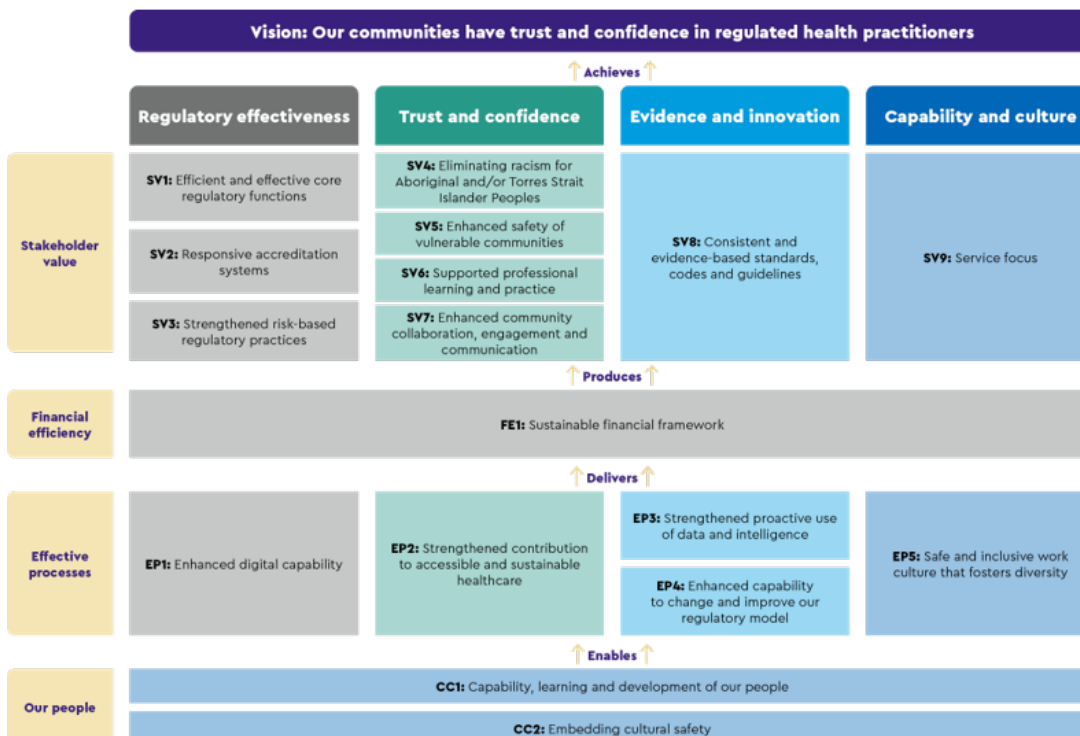 Vision: Our communities have trust and confidence in regulated health practitioners
Achieves
Regulatory effectiveness
Trust and confidence
Evidence and innovation
Capability and culture
Stakeholder
value
SV1: Efficient and effective core
regulatory functions
SV2: Responsive accreditation
systems
SV3: Strengthened risk-based
regulatory practices
SV4: Eliminating racism for
Aboriginal and/or Torres Strait
Islander Peoples
SV5: Enhanced safety of
vulnerable communities
SV6: Supported professional
learning and practice
SV7: Enhanced community
collaboration, engagement and
communication
SV8: Consistent and
evidence-based standards,
codes and guidelines
SV9: Service focus
Produces
Financial
efficiency
FE1: Sustainable financial framework
Delivers
Effective
processes
EP1: Enhanced digital capability
EP2: Strengthened contribution
to accessible and sustainable
healthcare
EP3: Strengthened proactive use
of data and intelligence
EP4: Enhanced capability
to change and improve our
regulatory model
EP5: Safe and inclusive work
culture that fosters diversity
Enables
Our people
CC1: Capability, learning and development of our people
CC2: Embedding cultural safety